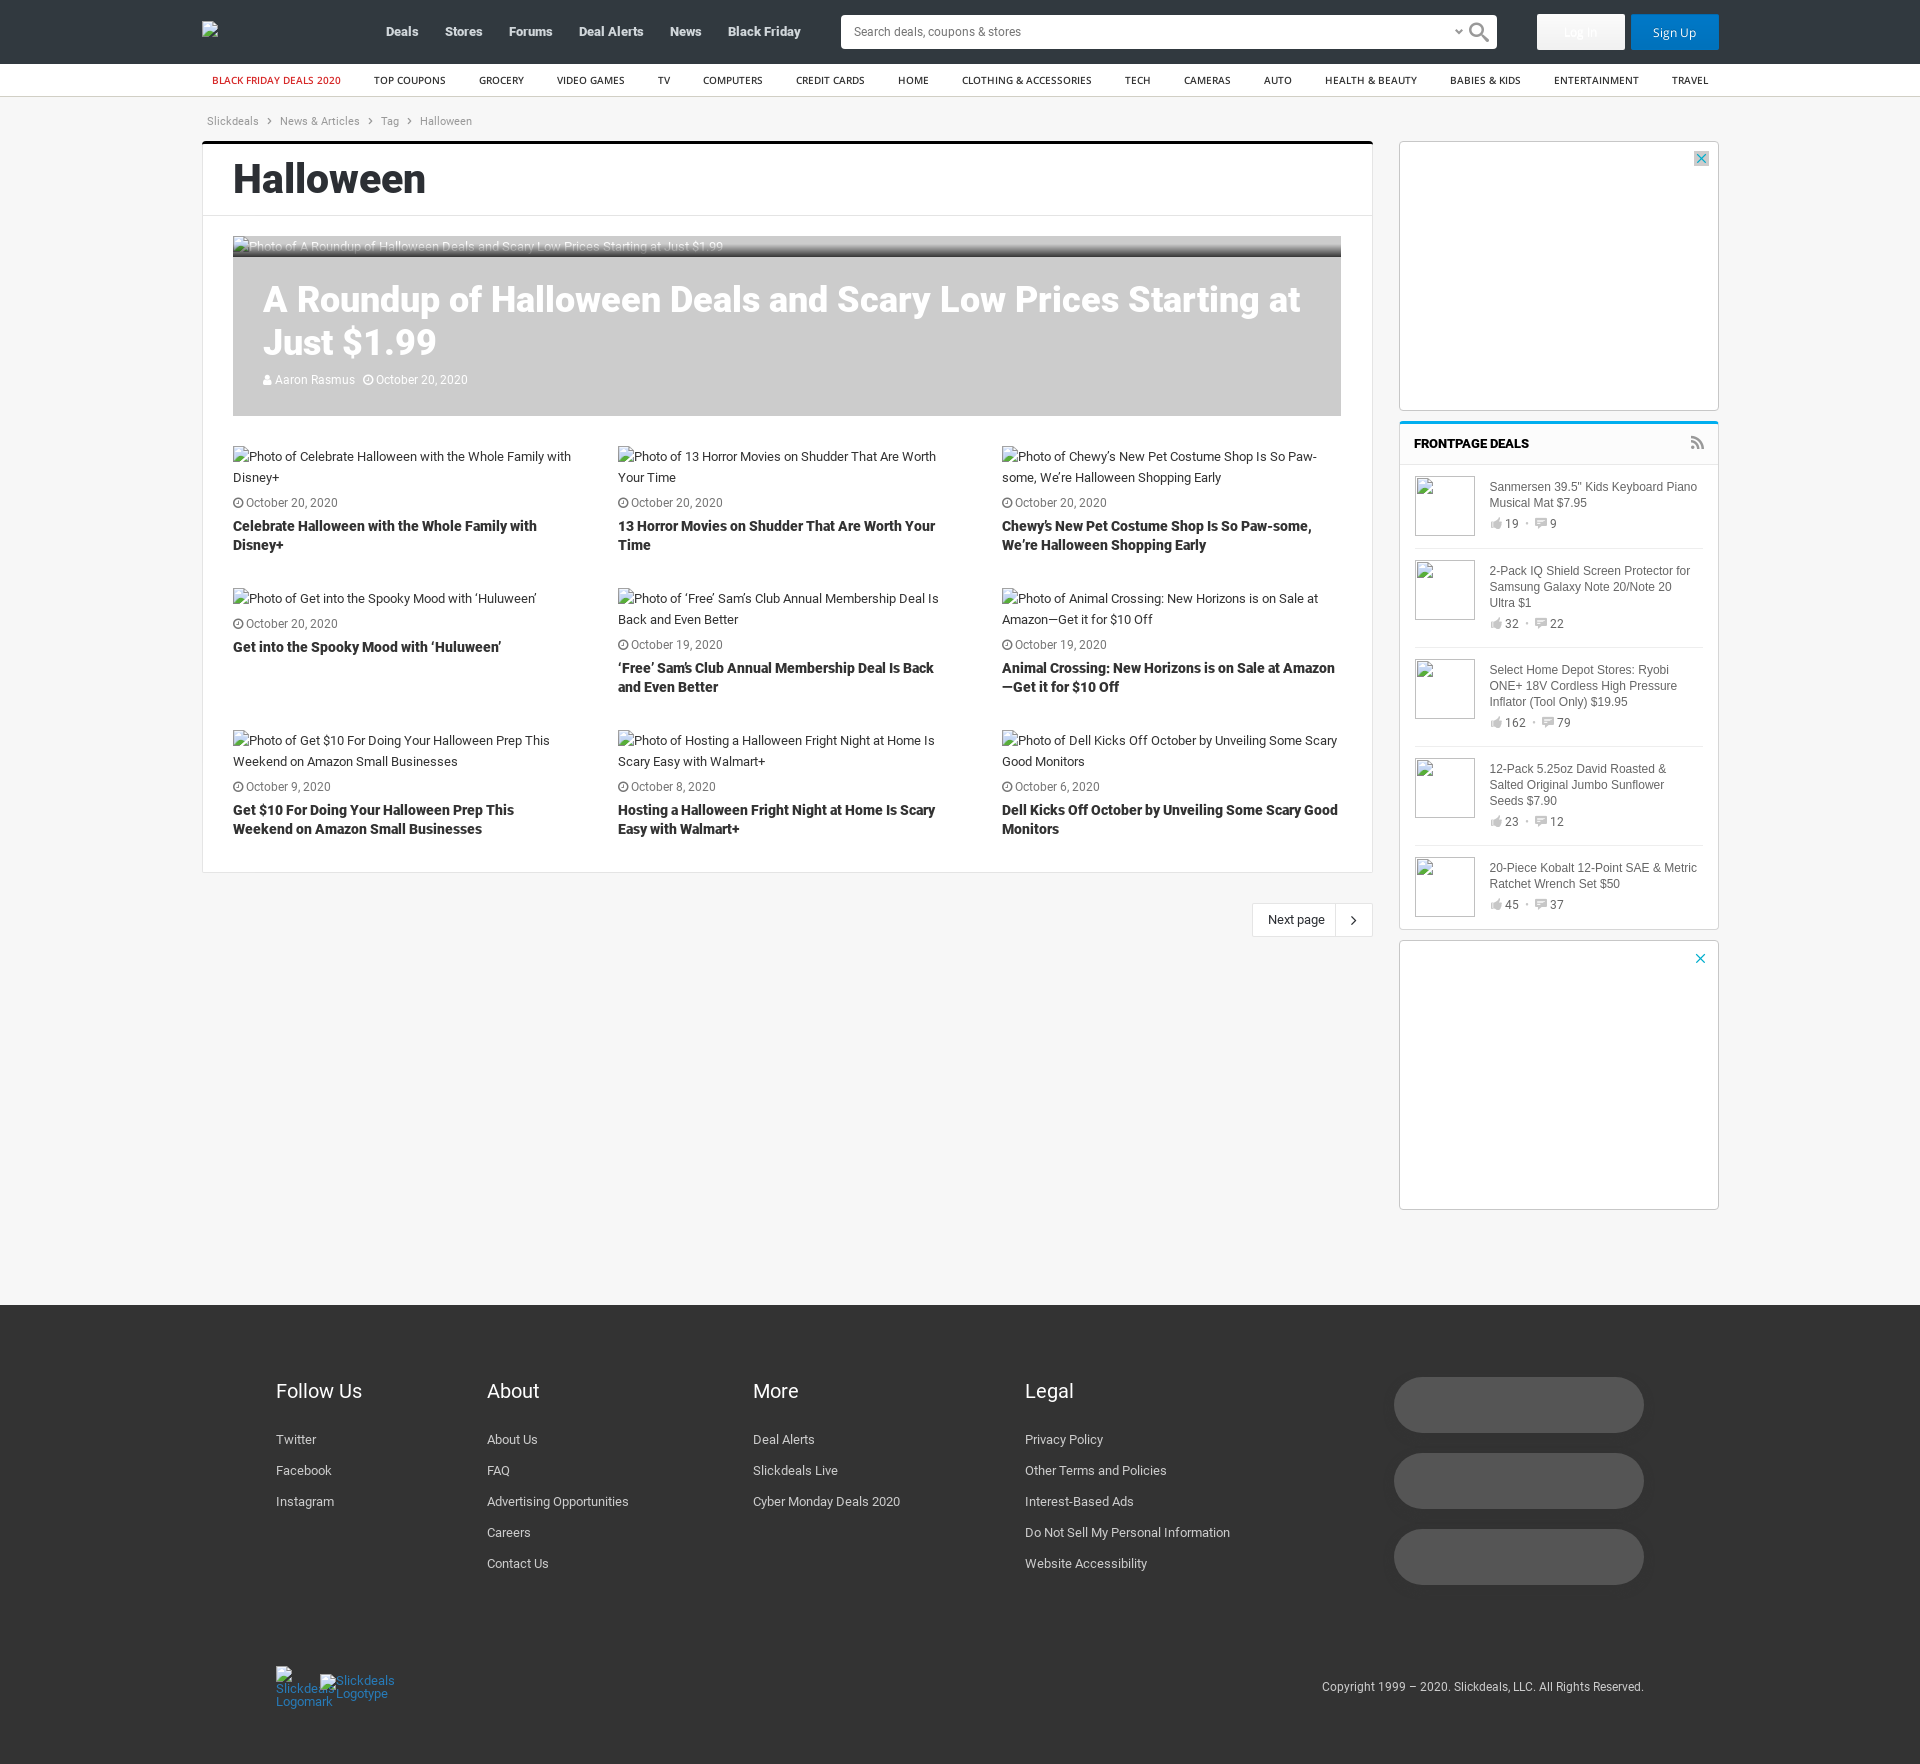 Deals Stores Forums Deal Alerts News Black Friday
Search deals, coupons & stores
Log In Sign Up
BLACK FRIDAY DEALS 2020 TOP COUPONS GROCERY VIDEO GAMES TV COMPUTERS CREDIT CARDS HOME CLOTHING & ACCESSORIES TECH CAMERAS AUTO HEALTH & BEAUTY BABIES & KIDS ENTERTAINMENT TRAVEL
Slickdeals News & Articles Tag Halloween
Halloween
Photo of A Roundup of Halloween Deals and Scary Low Prices Starting at Just $1.99
A Roundup of Halloween Deals and Scary Low Prices Starting at
Just $1.99
Aaron Rasmus October 20, 2020
Photo of Celebrate Halloween with the Whole Family with
Disney+
October 20, 2020
Celebrate Halloween with the Whole Family with
Disney+
Photo of 13 Horror Movies on Shudder That Are Worth
Your Time
October 20, 2020
13 Horror Movies on Shudder That Are Worth Your
Time
Photo of Chewy’s New Pet Costume Shop Is So Paw-
some, We’re Halloween Shopping Early
October 20, 2020
Chewy’s New Pet Costume Shop Is So Paw-some,
We’re Halloween Shopping Early
Photo of Get into the Spooky Mood with ‘Huluween’
October 20, 2020
Get into the Spooky Mood with ‘Huluween’
Photo of ‘Free’ Sam’s Club Annual Membership Deal Is
Back and Even Better
October 19, 2020
‘Free’ Sam’s Club Annual Membership Deal Is Back
and Even Better
Photo of Animal Crossing: New Horizons is on Sale at
Amazon—Get it for $10 Off
October 19, 2020
Animal Crossing: New Horizons is on Sale at Amazon
—Get it for $10 Off
Photo of Get $10 For Doing Your Halloween Prep This
Weekend on Amazon Small Businesses
October 9, 2020
Get $10 For Doing Your Halloween Prep This
Weekend on Amazon Small Businesses
Photo of Hosting a Halloween Fright Night at Home Is
Scary Easy with Walmart+
October 8, 2020
Hosting a Halloween Fright Night at Home Is Scary
Easy with Walmart+
Photo of Dell Kicks Off October by Unveiling Some Scary
Good Monitors
October 6, 2020
Dell Kicks Off October by Unveiling Some Scary Good
Monitors
Next page
FRONTPAGE DEALS
Sanmersen 39.5" Kids Keyboard Piano
Musical Mat $7.95
19 • 9
2-Pack IQ Shield Screen Protector for
Samsung Galaxy Note 20/Note 20
Ultra $1
32 • 22
Select Home Depot Stores: Ryobi
ONE+ 18V Cordless High Pressure
Inflator (Tool Only) $19.95
162 • 79
12-Pack 5.25oz David Roasted &
Salted Original Jumbo Sunflower
Seeds $7.90
23 • 12
20-Piece Kobalt 12-Point SAE & Metric
Ratchet Wrench Set $50
45 • 37
Follow Us
Twitter
Facebook
Instagram
About
About Us
FAQ
Advertising Opportunities
Careers
Contact Us
More
Deal Alerts
Slickdeals Live
Cyber Monday Deals 2020
Legal
Privacy Policy
Other Terms and Policies
Interest-Based Ads
Do Not Sell My Personal Information
Website Accessibility
Slickdeals
Logomark
Slickdeals
Logotype
Copyright 1999 – 2020. Slickdeals, LLC. All Rights Reserved.